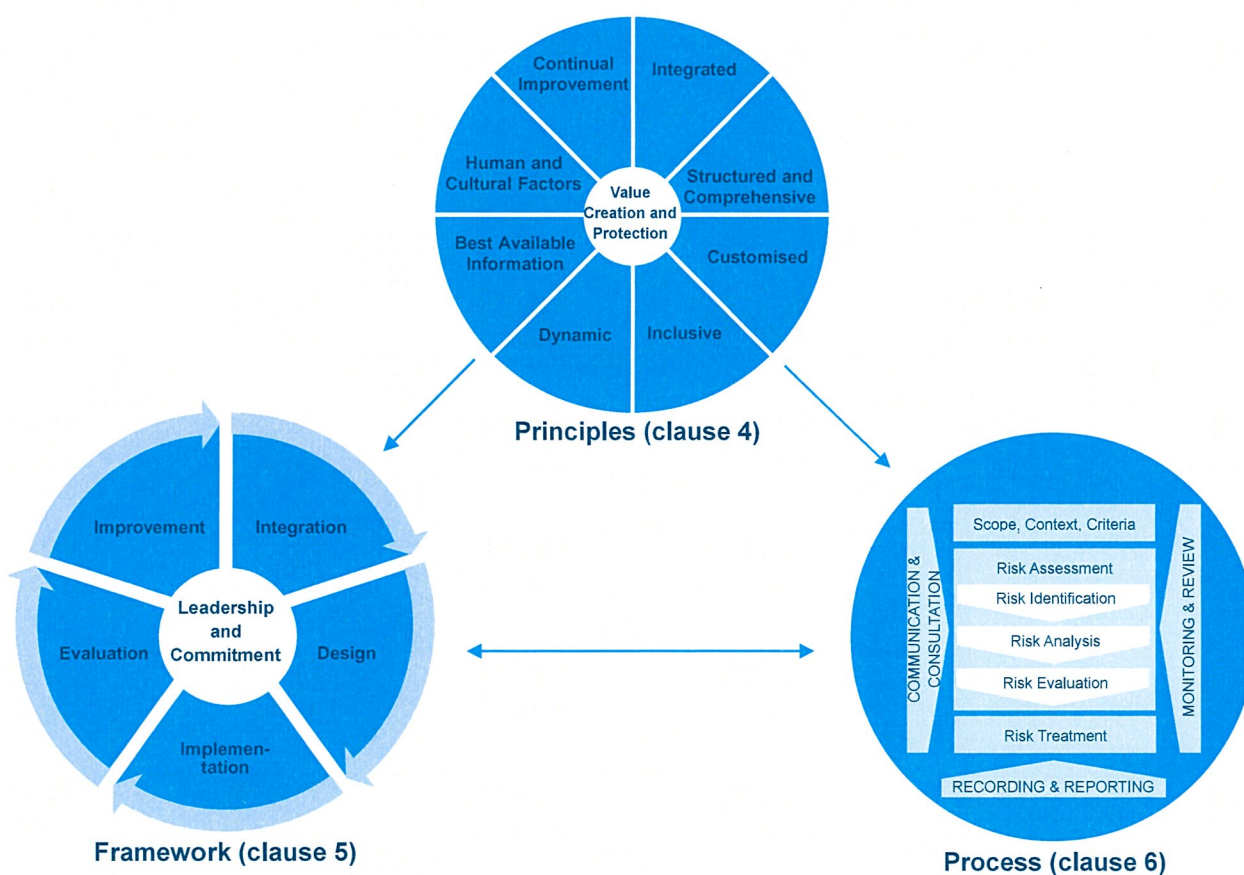 Continual
Improvement
Integrated
Human and
Cultural Factors
Structured and
Comprehensive
Value
Creation and
Protection
Best Available
Information
Customised
Dynamic
Inclusive
Principles (clause 4)
Improvement
Integration
Leadership
and
Commitment
Evaluation
Design
Implemen-
tation
Framework (clause 5)
Scope, Context, Criteria
Risk Assessment
Risk Identification
Risk Analysis
Risk Evaluation
Risk Treatment
COMMUNICATION &
CONSULTATION
MONITORING & REVIEW
RECORDING & REPORTING
Process (clause 6)